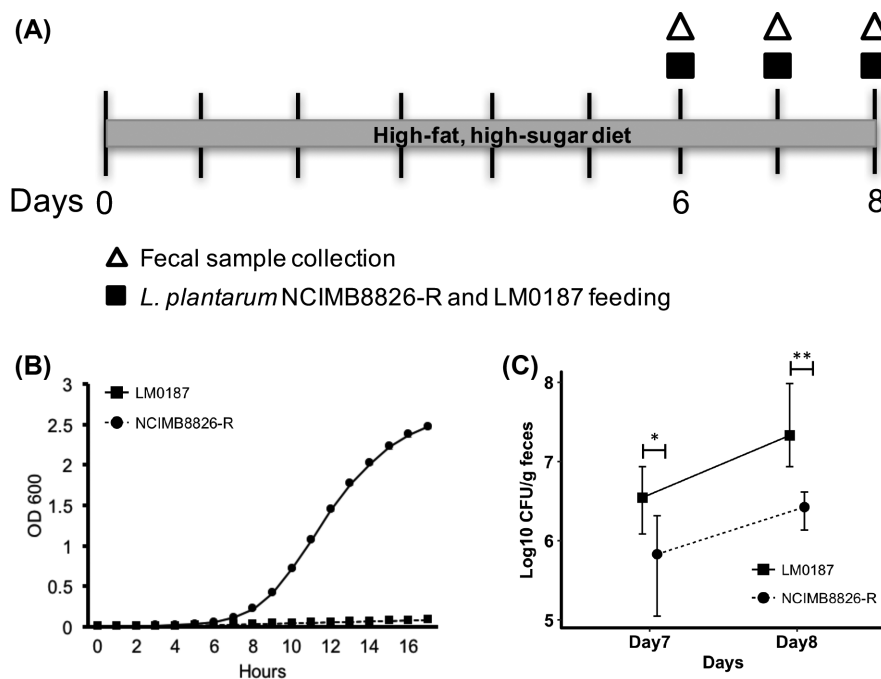 (A)
High-fat, high-sugar diet
Days 0 6 8
Fecal sample collection
L. plantarum NCIMB8826-R and LM0187 feeding
(B)
3
2.5
2
1.5
1
0.5
0
OD 600
LM0187
NCIMB8826-R
0 2 4 6 8 10 12 14 16
Hours
(C)
8
7
6
5
Log10 CFU/g feces
*
**
LM0187
NCIMB8826-R
Day7 Day8
Days